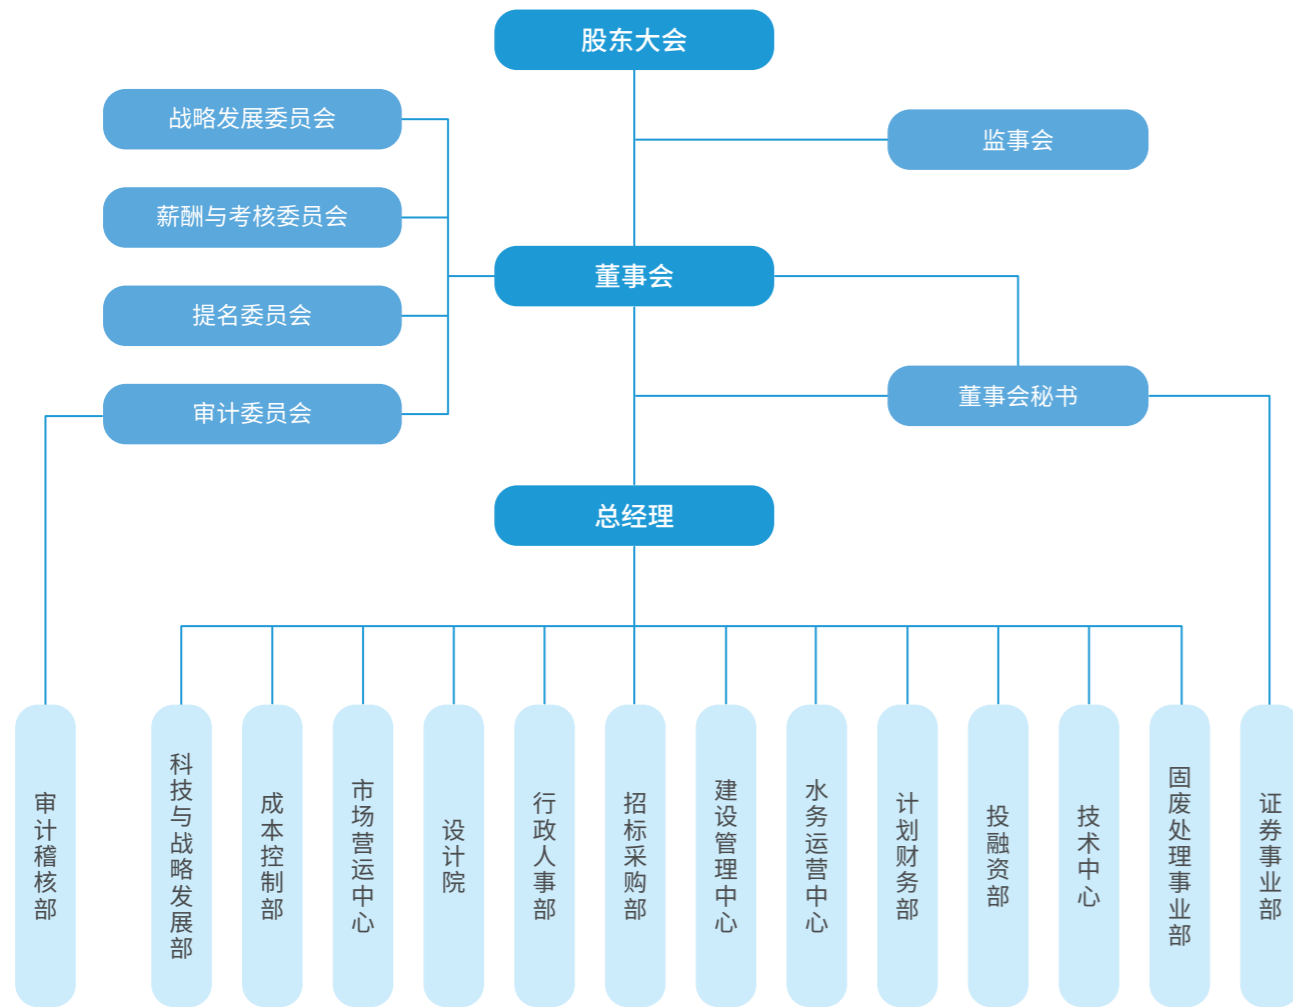 股东大会
战略发展委员会
监事会
薪酬与考核委员会
董事会
提名委员会
董事会秘书
审计委员会
总经理
审计稽核部
科技与战略发展部
成本控制部
市场营运中心
设计院
行政人事部
招标采购部
建设管理中心
水务运营中心
计划财务部
投融资部
技术中心
固废处理事业部
证券事业部